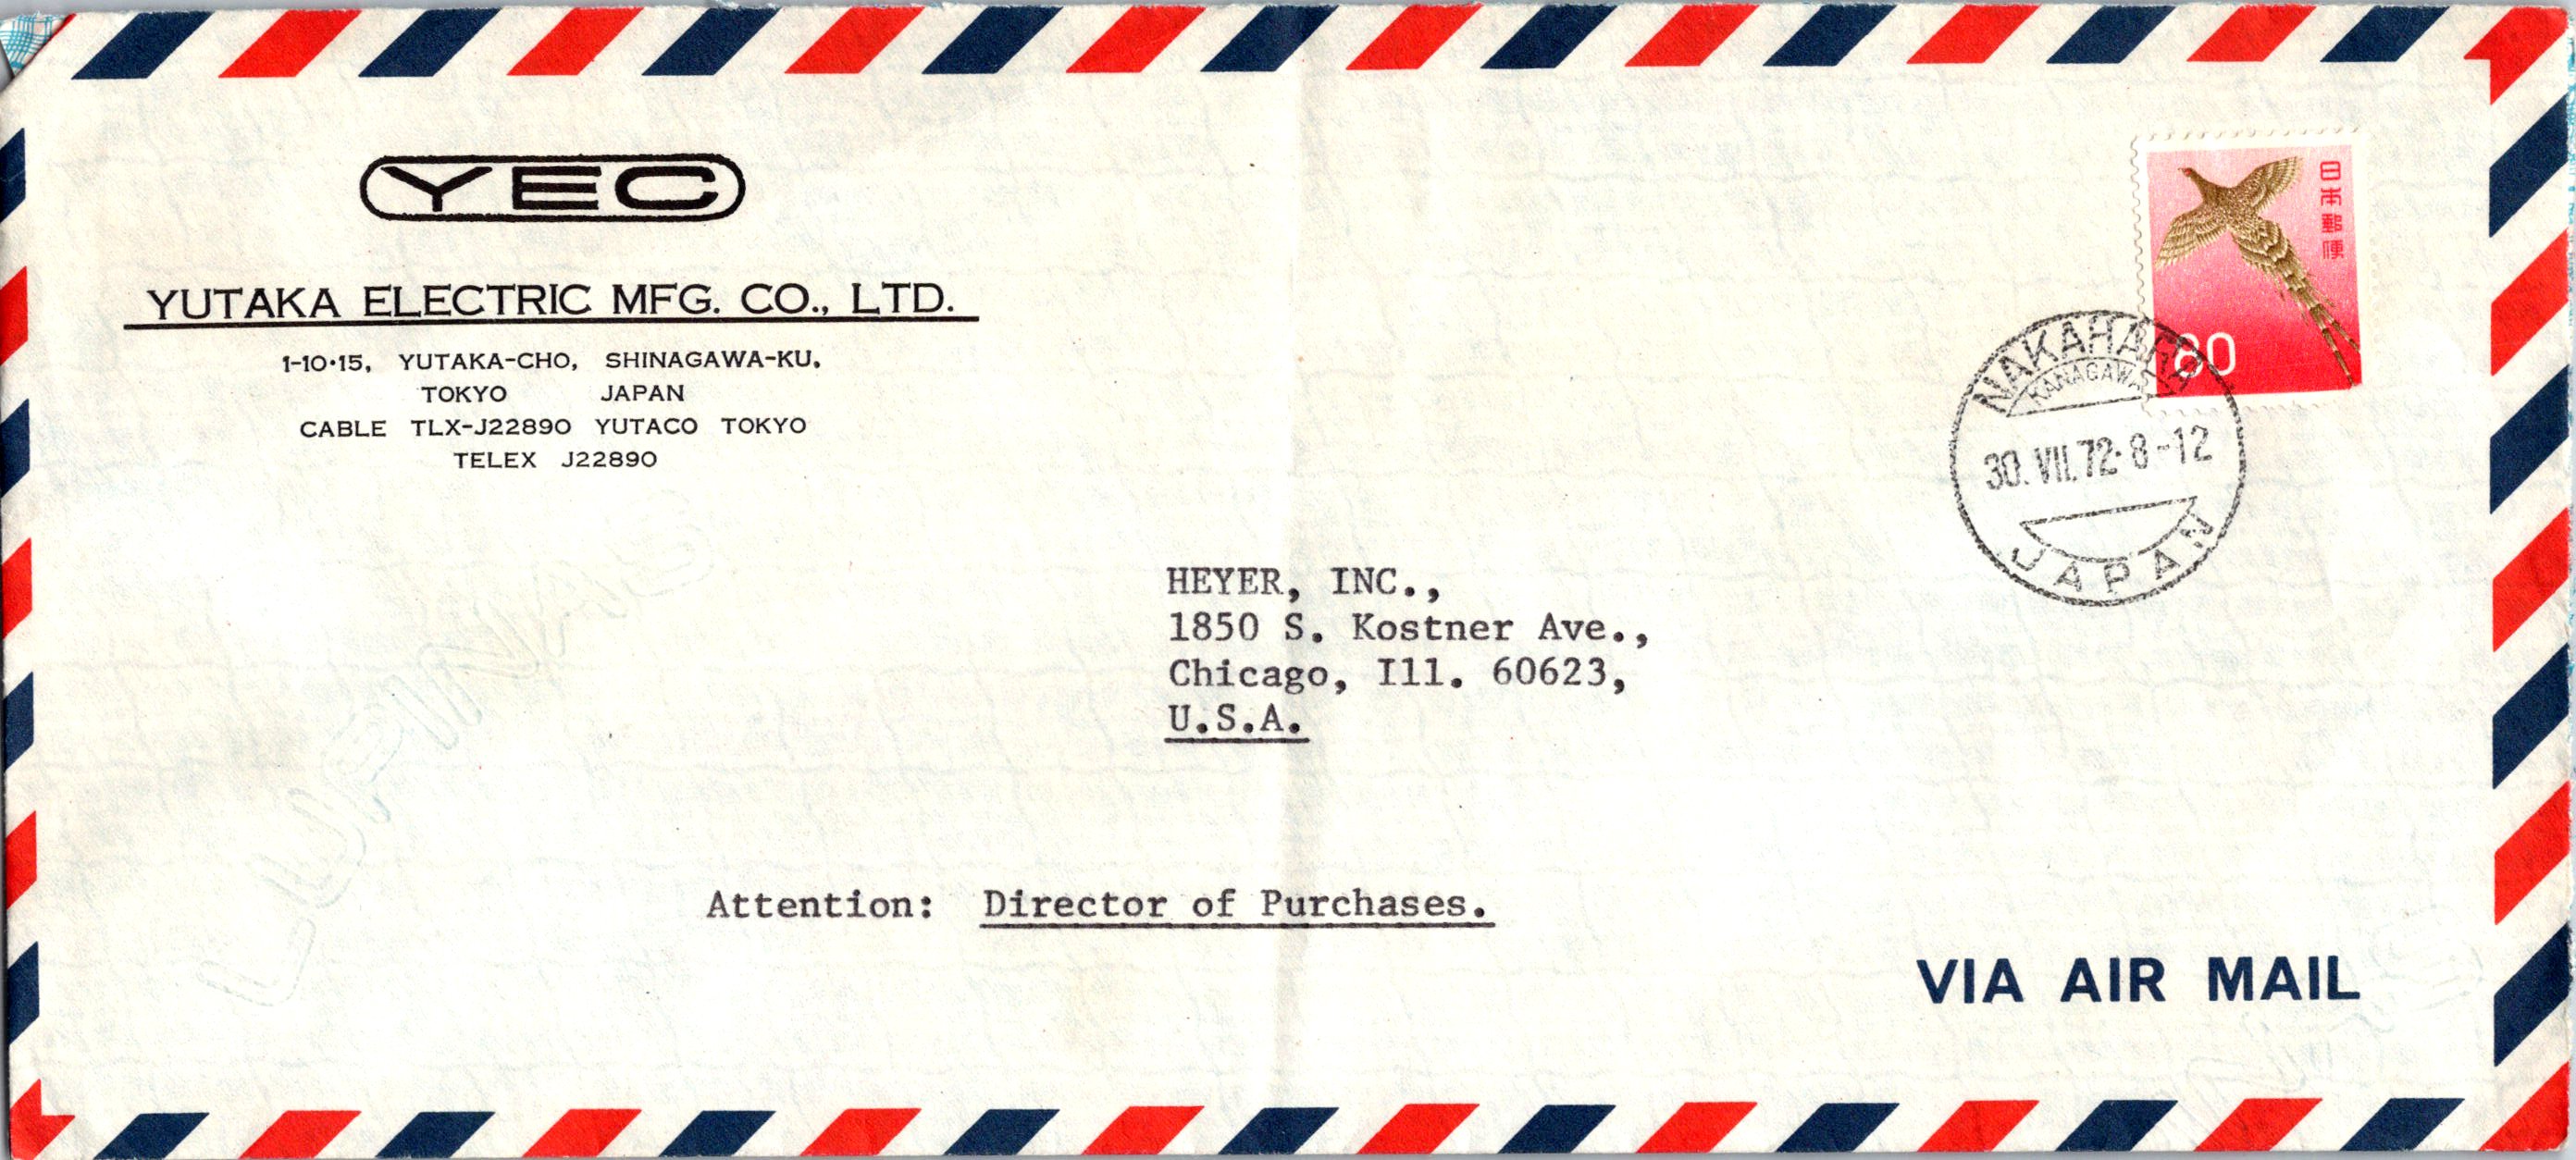 YEC
YUTAKA ELECTRIC MFG. CO., LTD.
1-10·15, YUTAKA-CHO, SHINAGAWA-KU.
TOKYO JAPAN
CABLE TLX-J22890 YUTACO TOKYO
TELEX J22890
日本郵便
80
NAKAHARA
KANAGAWA
30.VII.72.8-12
JAPAN
HEYER, INC.,
1850 S. Kostner Ave.,
Chicago, Ill. 60623,
U.S.A.
Attention: Director of Purchases.
VIA AIR MAIL